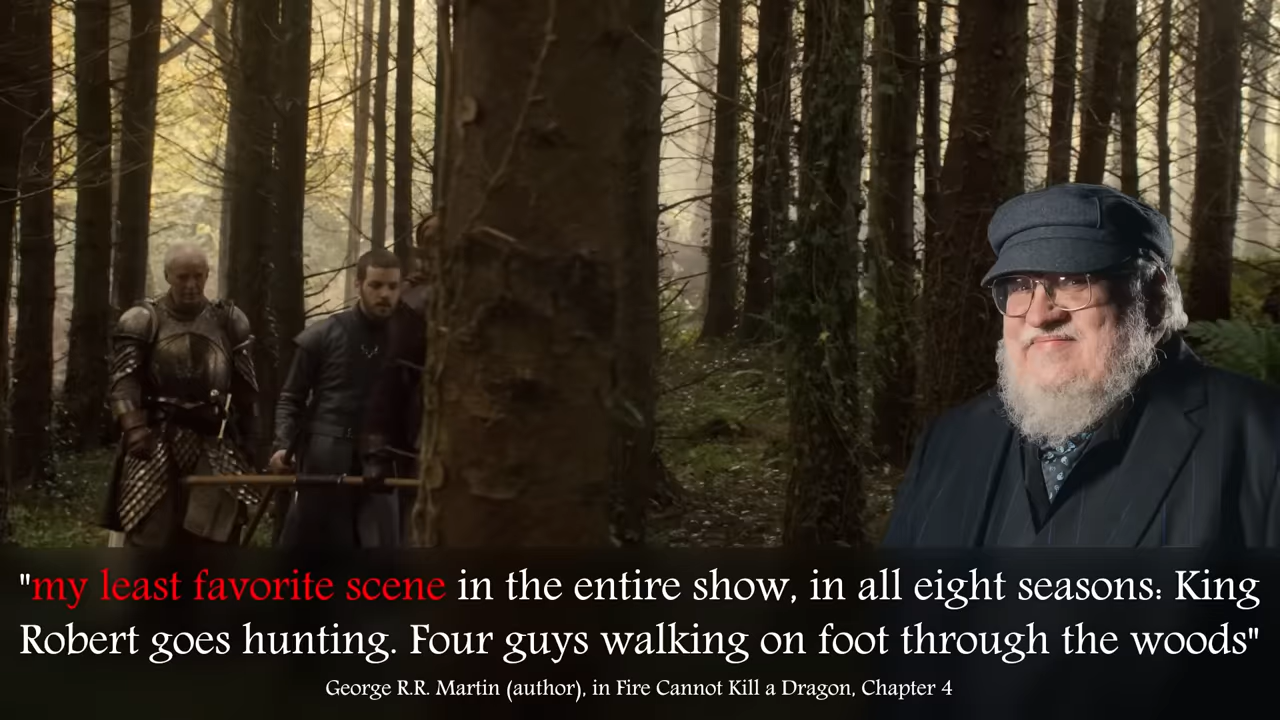 "my least favorite scene in the entire show, in all eight seasons: King
Robert goes hunting. Four guys walking on foot through the woods"
George R.R. Martin (author), in Fire Cannot Kill a Dragon, Chapter 4